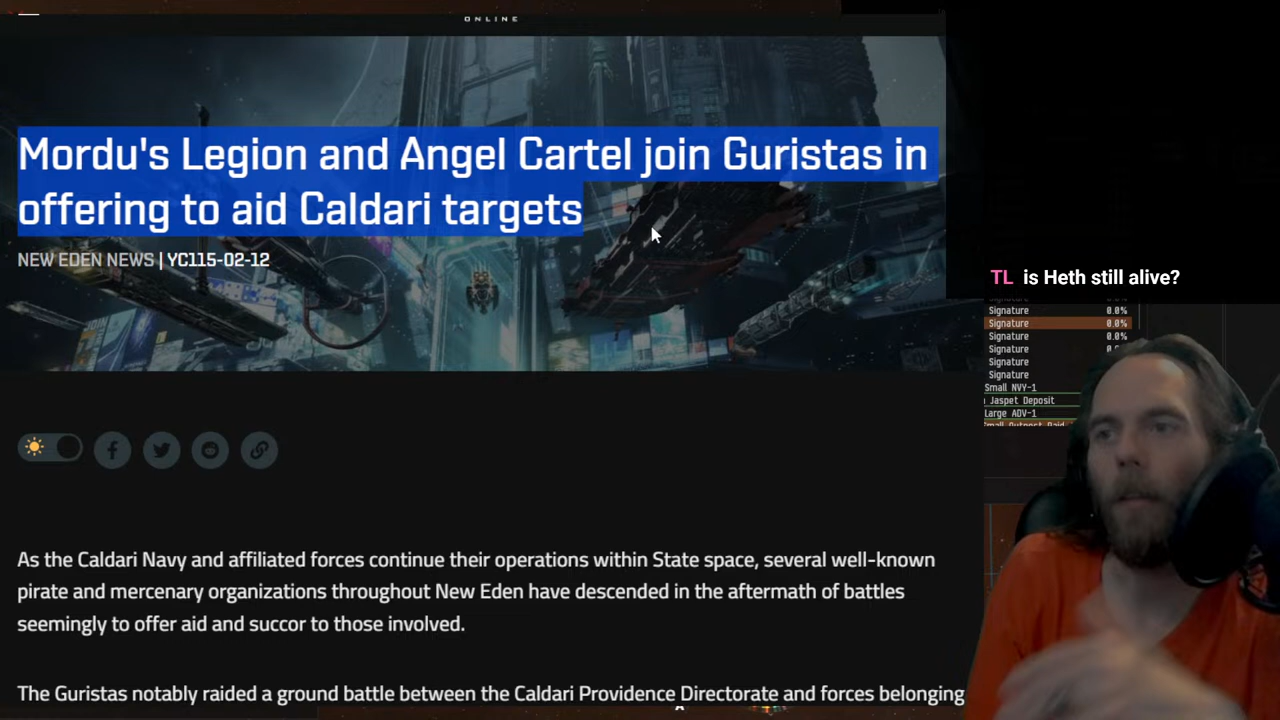 ONLINE
Mordu's Legion and Angel Cartel join Guristas in
offering to aid Caldari targets
NEW EDEN NEWS | YC115-02-12
As the Caldari Navy and affiliated forces continue their operations within State space, several well-known
pirate and mercenary organizations throughout New Eden have descended in the aftermath of battles
seemingly to offer aid and succor to those involved.
The Guristas notably raided a ground battle between the Caldari Providence Directorate and forces belonging
TL is Heth still alive?
Signature 0.0%
Signature 0.0%
Signature 0.0%
Signature 0.0%
Signature
Signature
Signature
Small NVY-1
Jaspet Deposit
Large ADV-1